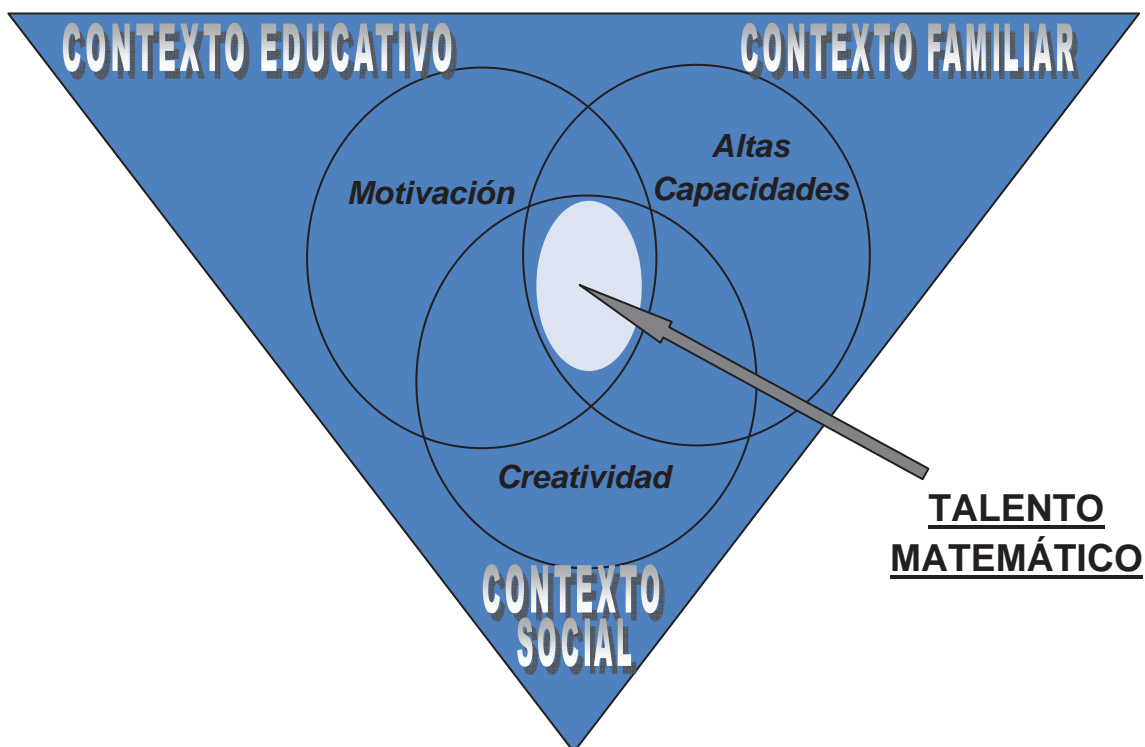 CONTEXTO EDUCATIVO
CONTEXTO FAMILIAR
Motivación
Altas
Capacidades
Creatividad
TALENTO
MATEMÁTICO
CONTEXTO
SOCIAL